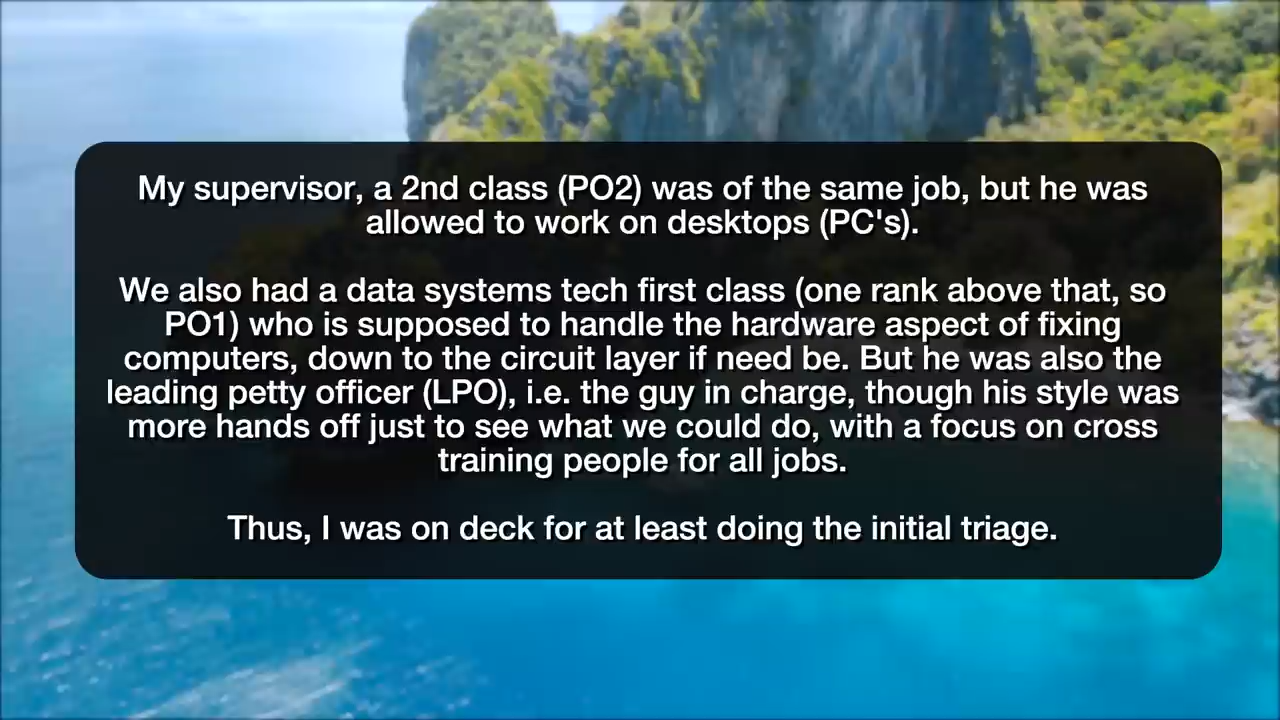 My supervisor, a 2nd class (PO2) was of the same job, but he was
allowed to work on desktops (PC's).
We also had a data systems tech first class (one rank above that, so
PO1) who is supposed to handle the hardware aspect of fixing
computers, down to the circuit layer if need be. But he was also the
leading petty officer (LPO), i.e. the guy in charge, though his style was
more hands off just to see what we could do, with a focus on cross
training people for all jobs.
Thus, I was on deck for at least doing the initial triage.